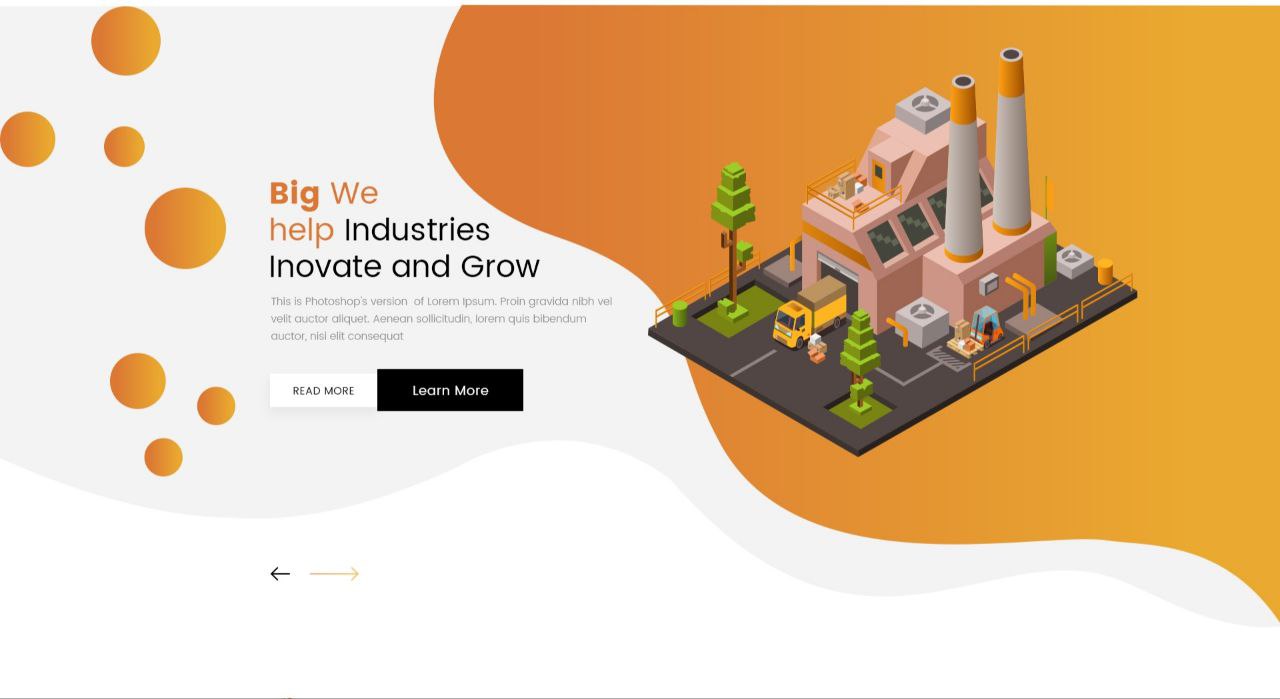 Big We
help Industries
Inovate and Grow
This is Photoshop's version of Lorem Ipsum. Proin gravida nibh vel
velit auctor aliquet. Aenean sollicitudin, lorem quis bibendum
auctor, nisi elit consequat
READ MORE
Learn More